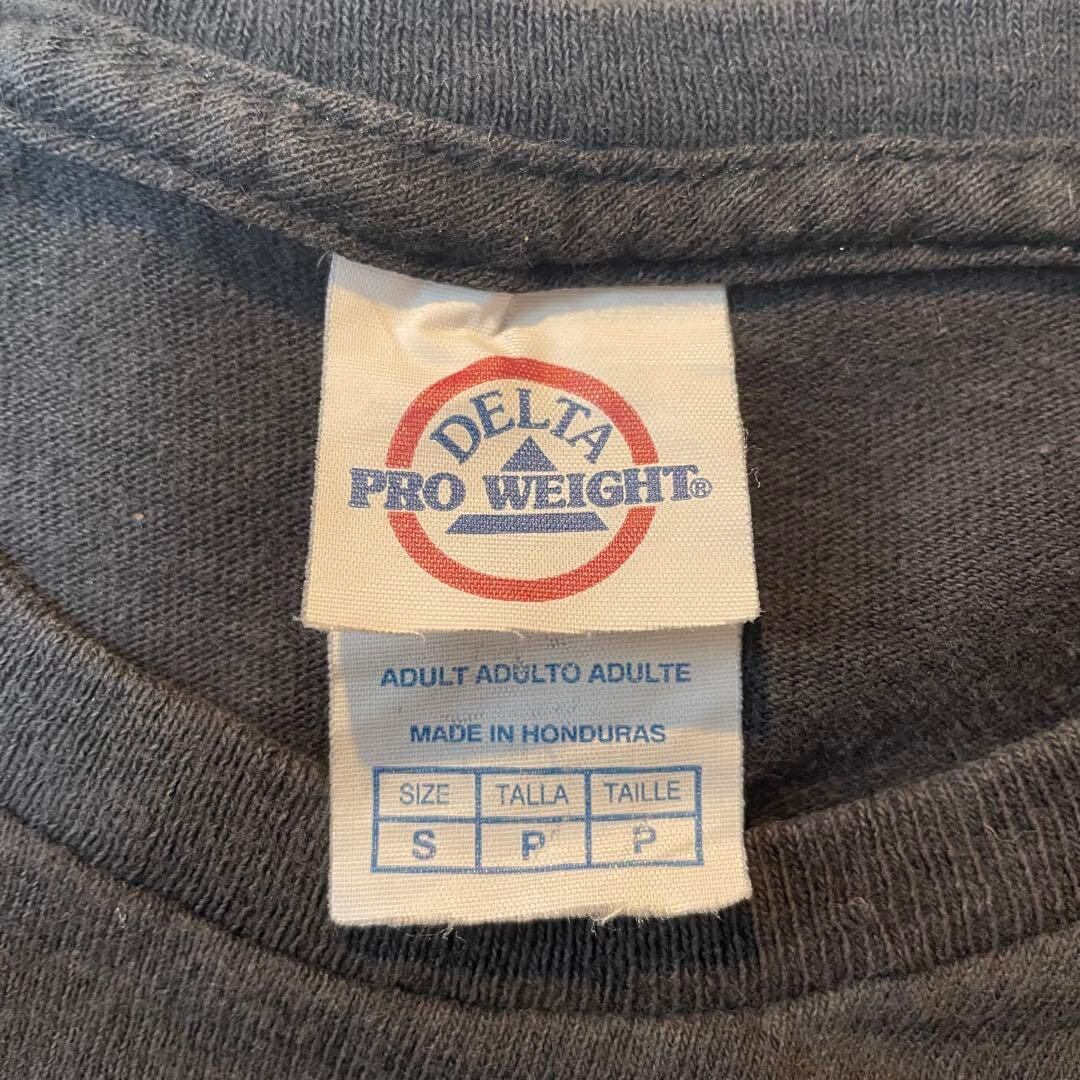 DELTA
PRO WEIGHT®
ADULT ADULTO ADULTE
MADE IN HONDURAS
SIZE TALLA TAILLE
S P P